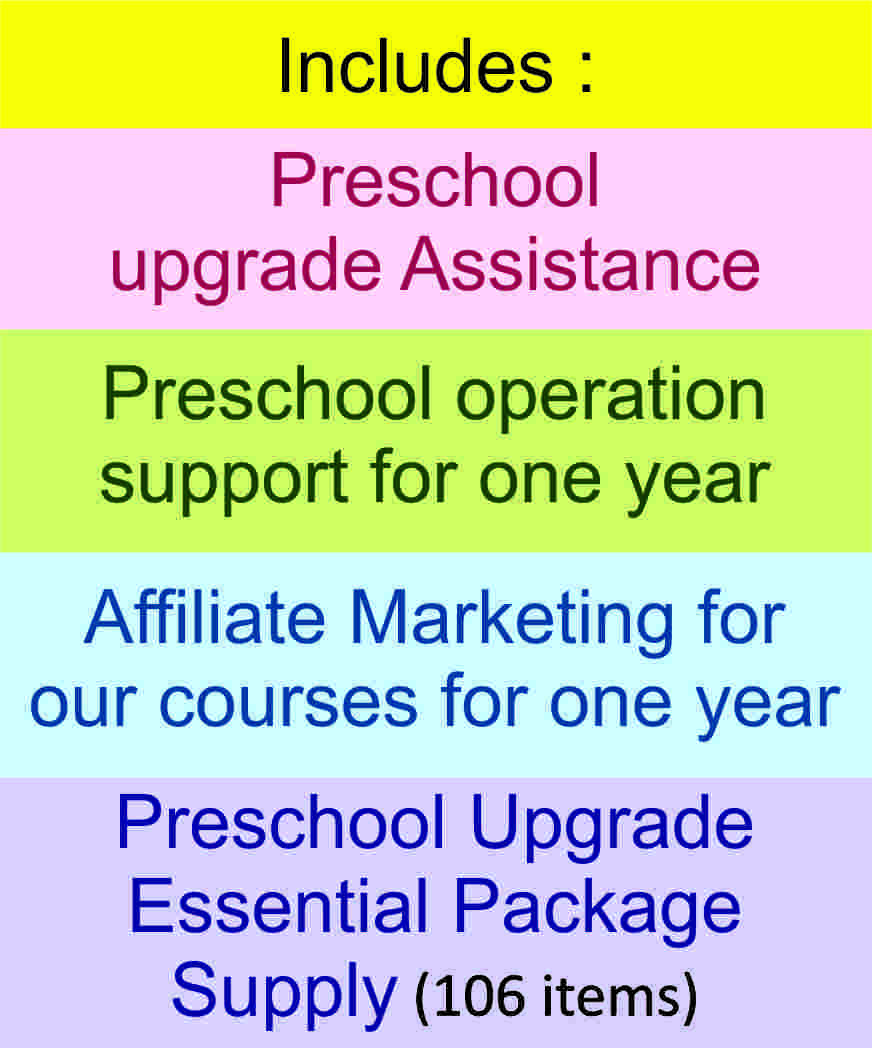 Includes :
Preschool
upgrade Assistance
Preschool operation
support for one year
Affiliate Marketing for
our courses for one year
Preschool Upgrade
Essential Package
Supply (106 items)